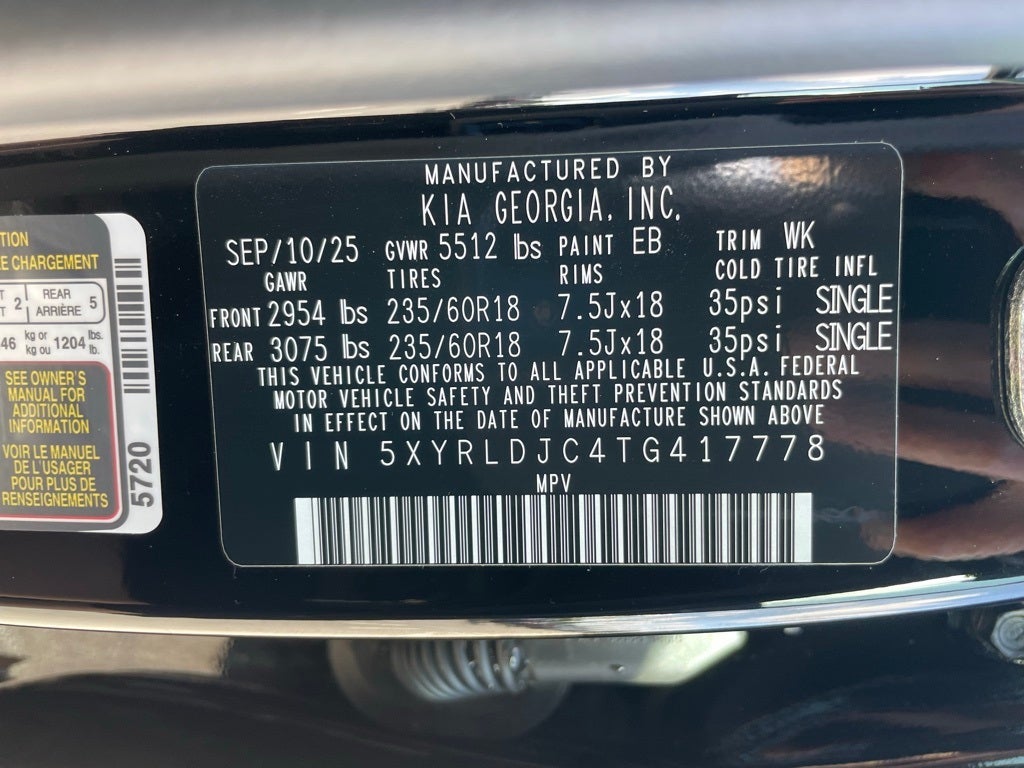 MANUFACTURED BY
KIA GEORGIA, INC.
SEP/10/25 GVWR 5512 lbs PAINT EB TRIM WK
GAWR TIRES RIMS COLD TIRE INFL
FRONT 2954 lbs 235/60R18 7.5Jx18 35psi SINGLE
REAR 3075 lbs 235/60R18 7.5Jx18 35psi SINGLE
THIS VEHICLE CONFORMS TO ALL APPLICABLE U.S.A. FEDERAL
MOTOR VEHICLE SAFETY AND THEFT PREVENTION STANDARDS
IN EFFECT ON THE DATE OF MANUFACTURE SHOWN ABOVE
VIN 5XYRLDJC4TG417778
MPV
CHARGEMENT
2 REAR 5
ARRIÈRE
kg or 1204 lbs.
kg ou lb.
SEE OWNER'S
MANUAL FOR
ADDITIONAL
INFORMATION
VOIR LE MANUEL
DE L'USAGER
POUR PLUS DE
RENSEIGNEMENTS
5720